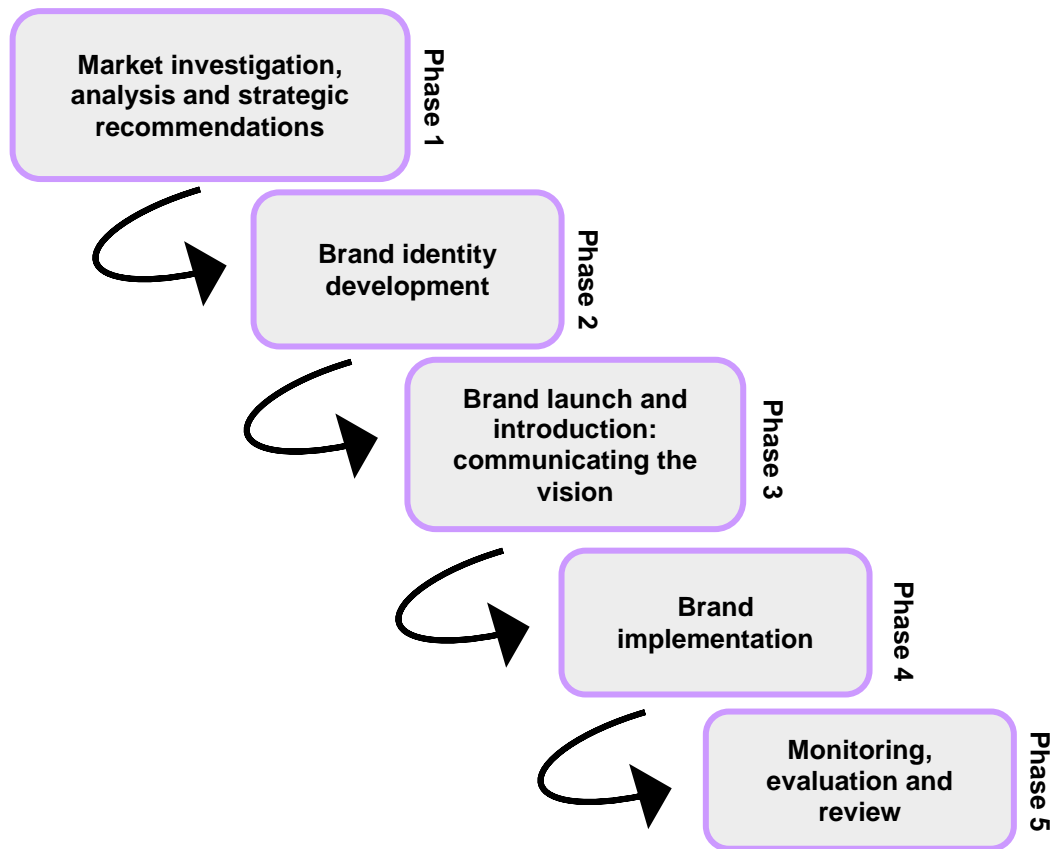 Market investigation,
analysis and strategic
recommendations
Phase 1
Brand identity
development
Phase 2
Brand launch and
introduction:
communicating the
vision
Phase 3
Brand
implementation
Phase 4
Monitoring,
evaluation and
review
Phase 5